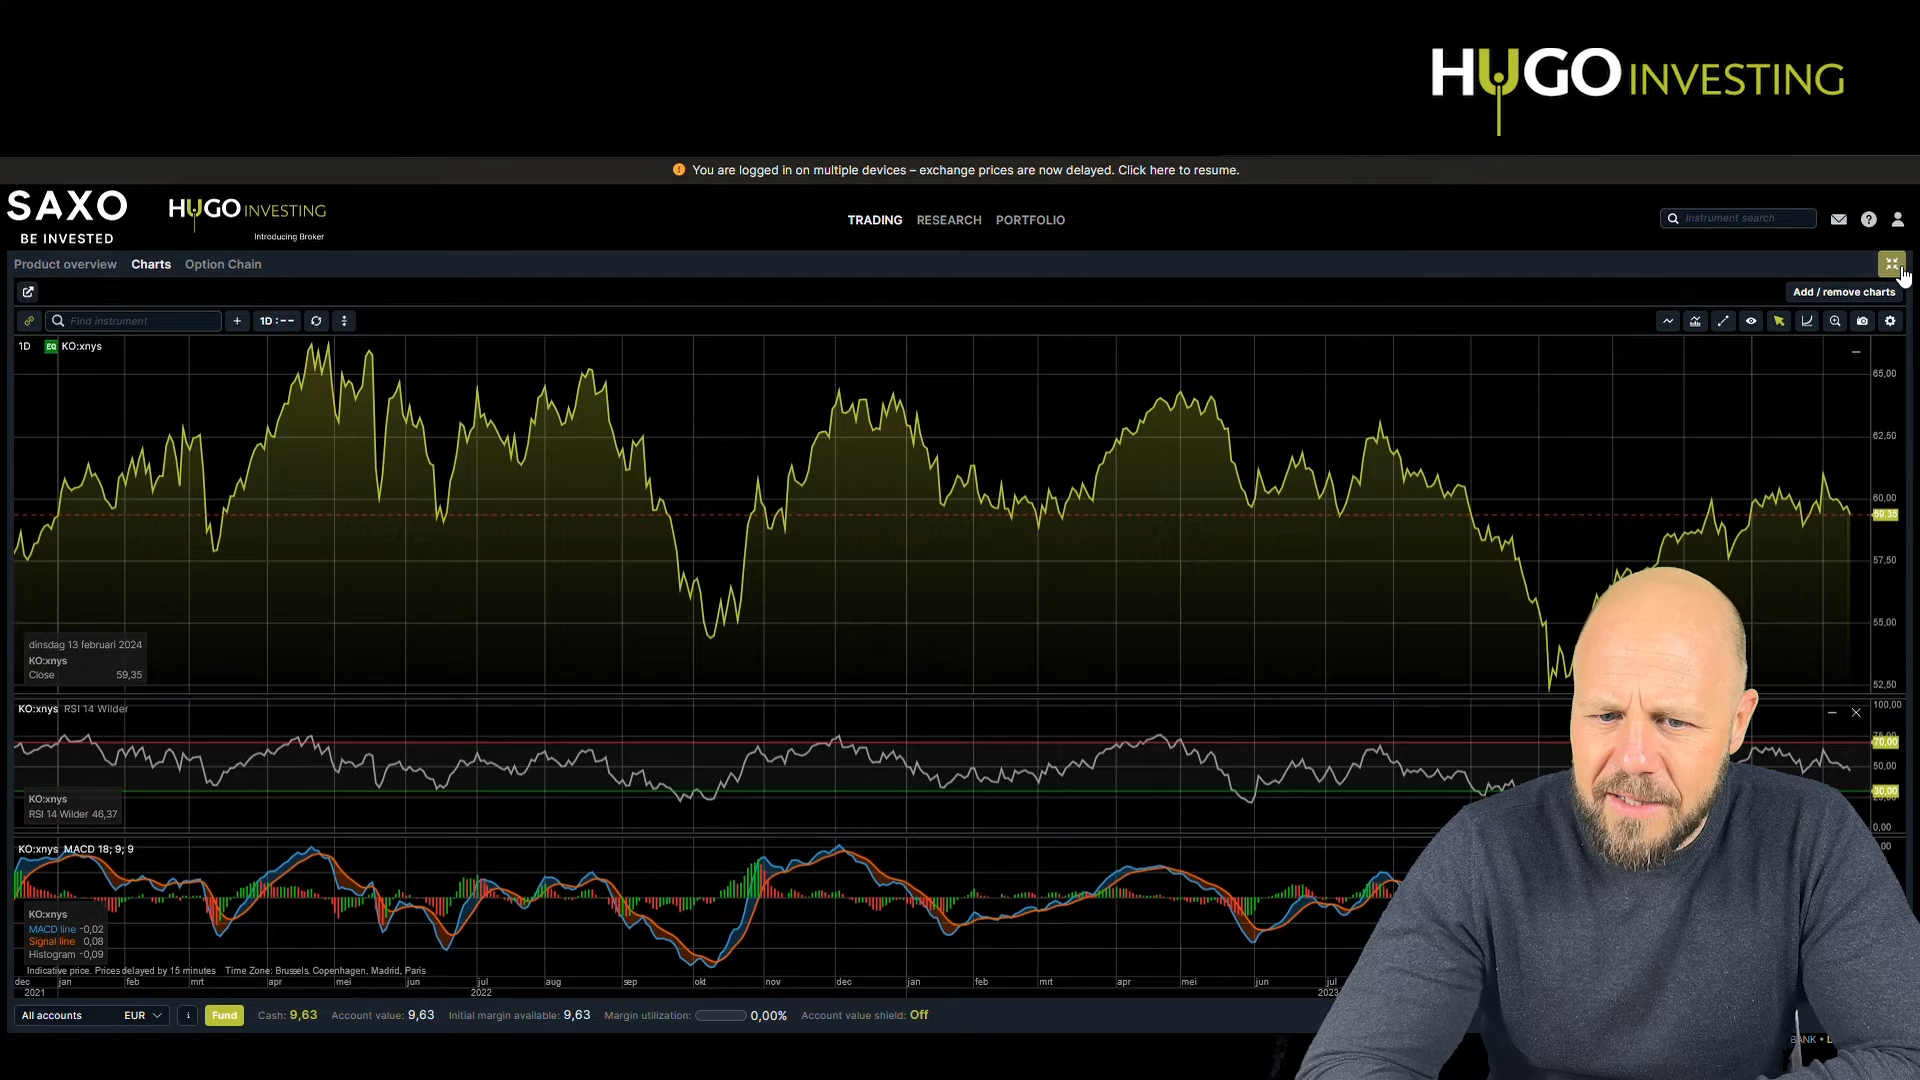 HUGO INVESTING
You are logged in on multiple devices – exchange prices are now delayed. Click here to resume.
SAXO
BE INVESTED
HUGO INVESTING
Introducing Broker
TRADING RESEARCH PORTFOLIO
Instrument search
Product overview Charts Option Chain
Add / remove charts
Find instrument
1D : --
1D EQ KO:xnys
65,00
62,50
60,00
59,35
57,50
55,00
52,50
dinsdag 13 februari 2024
KO:xnys
Close 59,35
KO:xnys RSI 14 Wilder
100,00
70,00
50,00
30,00
0,00
KO:xnys
RSI 14 Wilder 46,37
KO:xnys MACD 18; 9; 9
KO:xnys
MACD line -0,02
Signal line 0,08
Histogram -0,09
Indicative price. Prices delayed by 15 minutes Time Zone: Brussels, Copenhagen, Madrid, Paris
dec jan feb mrt apr mei jun jul aug sep okt nov dec jan feb mrt apr mei jun jul
2021 2022 2023
All accounts EUR i Fund Cash: 9,63 Account value: 9,63 Initial margin available: 9,63 Margin utilization: 0,00% Account value shield: Off